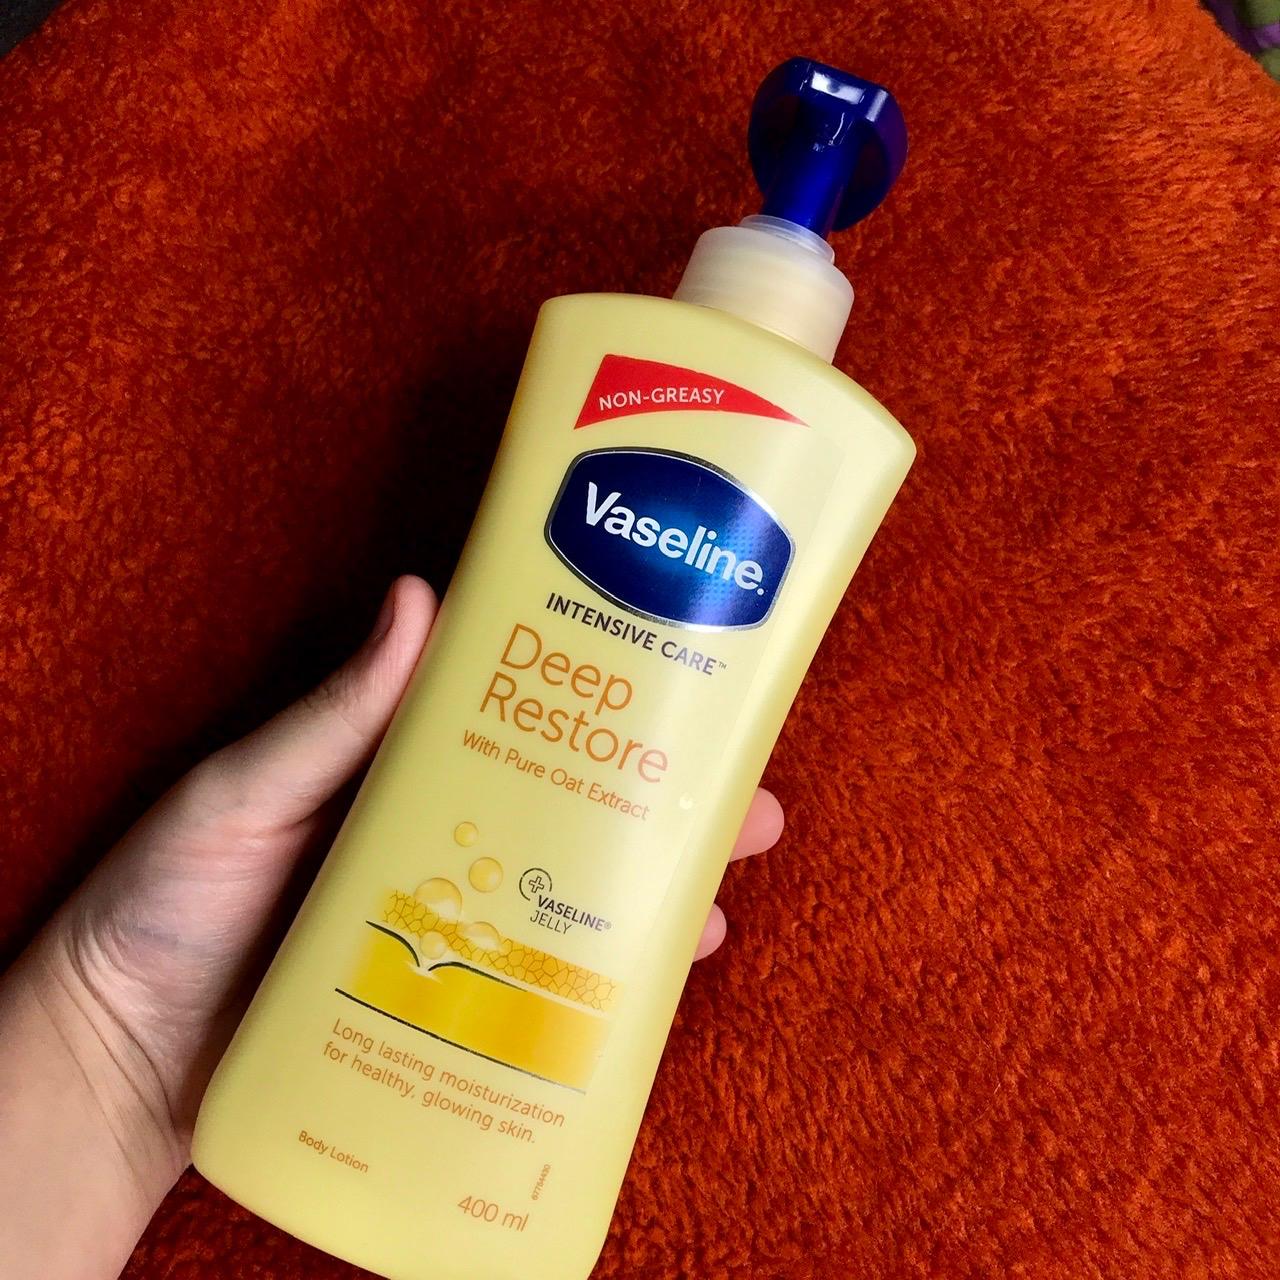 NON-GREASY
Vaseline.
INTENSIVE CARE™
Deep
Restore
With Pure Oat Extract
VASELINE®
JELLY
Long lasting moisturization
for healthy, glowing skin.
Body Lotion
400 ml